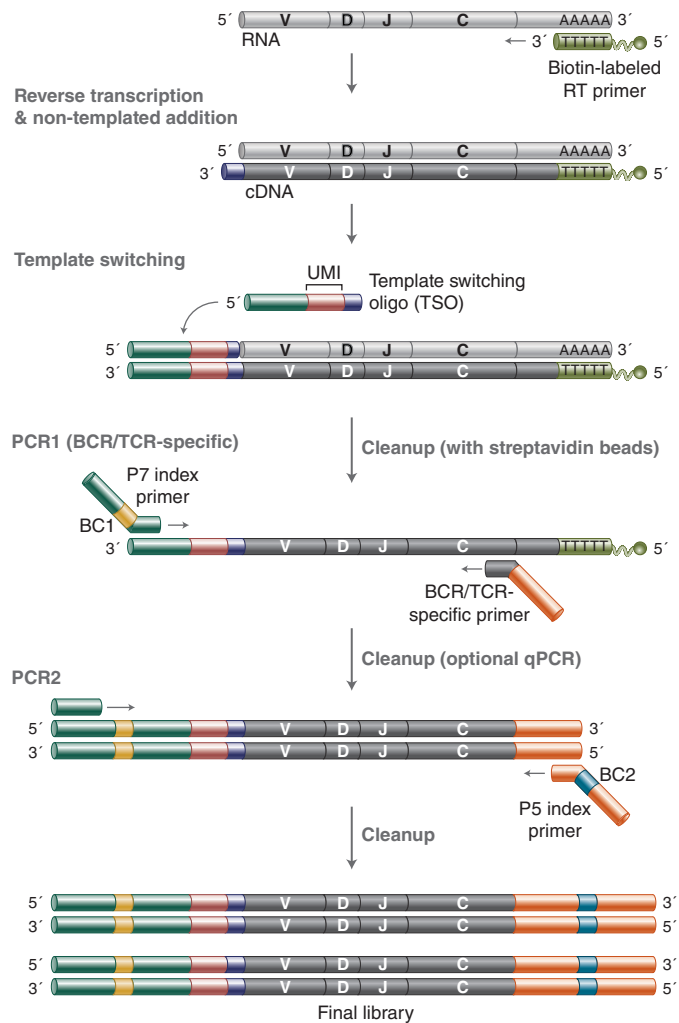 5´ V D J C AAAAA 3´
RNA
3´ TTTTT 5´
Biotin-labeled
RT primer
Reverse transcription
& non-templated addition
5´ V D J C AAAAA 3´
3´ V D J C TTTTT 5´
cDNA
Template switching
UMI
5´
Template switching
oligo (TSO)
5´ V D J C AAAAA 3´
3´ V D J C TTTTT 5´
PCR1 (BCR/TCR-specific)
Cleanup (with streptavidin beads)
P7 index
primer
BC1
3´ V D J C TTTTT 5´
BCR/TCR-
specific primer
Cleanup (optional qPCR)
PCR2
5´ V D J C 3´
3´ V D J C 5´
BC2
P5 index
primer
Cleanup
5´ V D J C 3´
3´ V D J C 5´
5´ V D J C 3´
3´ V D J C 5´
Final library